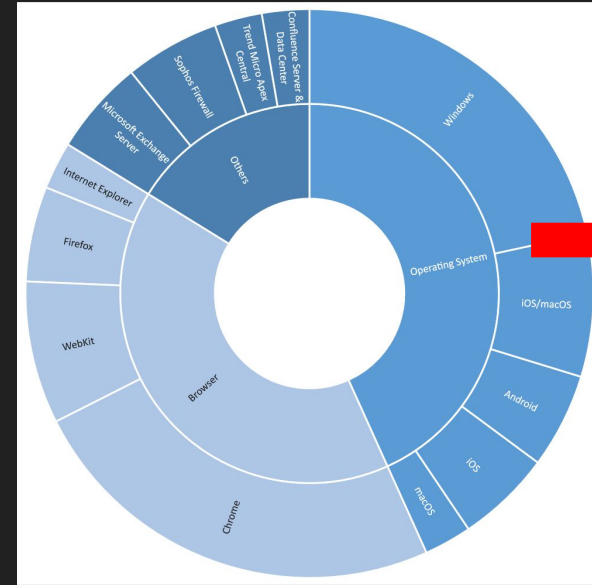 Confluence Server &
Data Center
Trend Micro Apex
Central
Sophos Firewall
Microsoft Exchange
Server
Others
Windows
Internet Explorer
Firefox
Operating System
iOS/macOS
WebKit
Browser
Android
iOS
macOS
Chrome